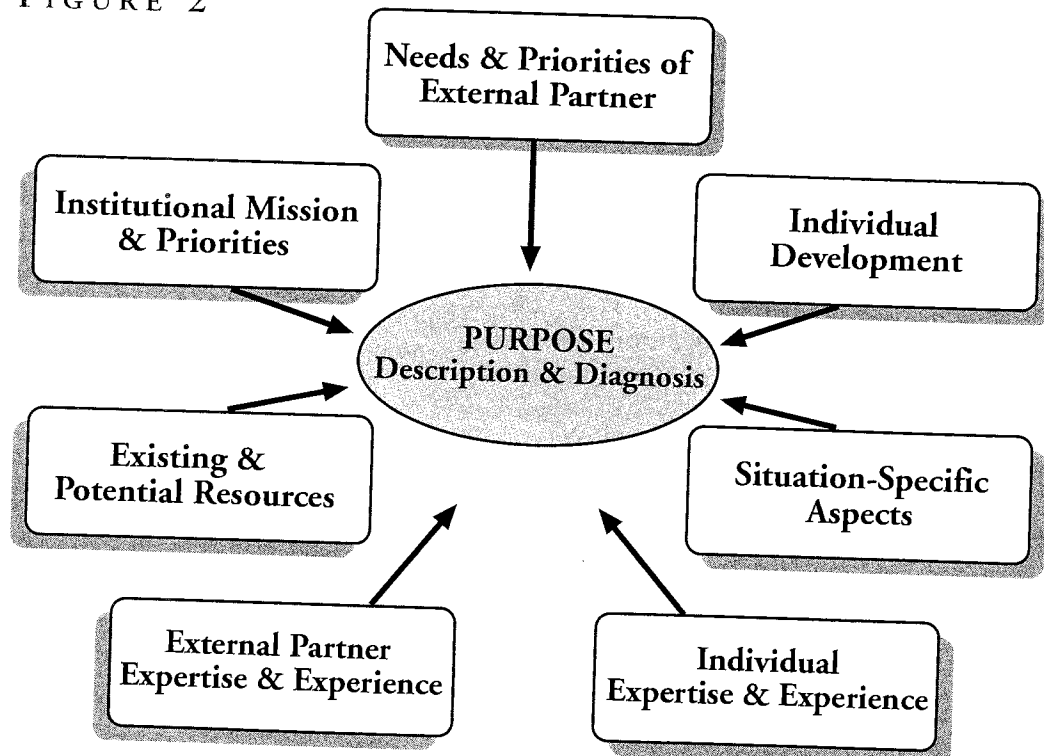 FIGURE 2
Needs & Priorities of
External Partner
Institutional Mission
& Priorities
Individual
Development
PURPOSE
Description & Diagnosis
Existing &
Potential Resources
Situation-Specific
Aspects
External Partner
Expertise & Experience
Individual
Expertise & Experience